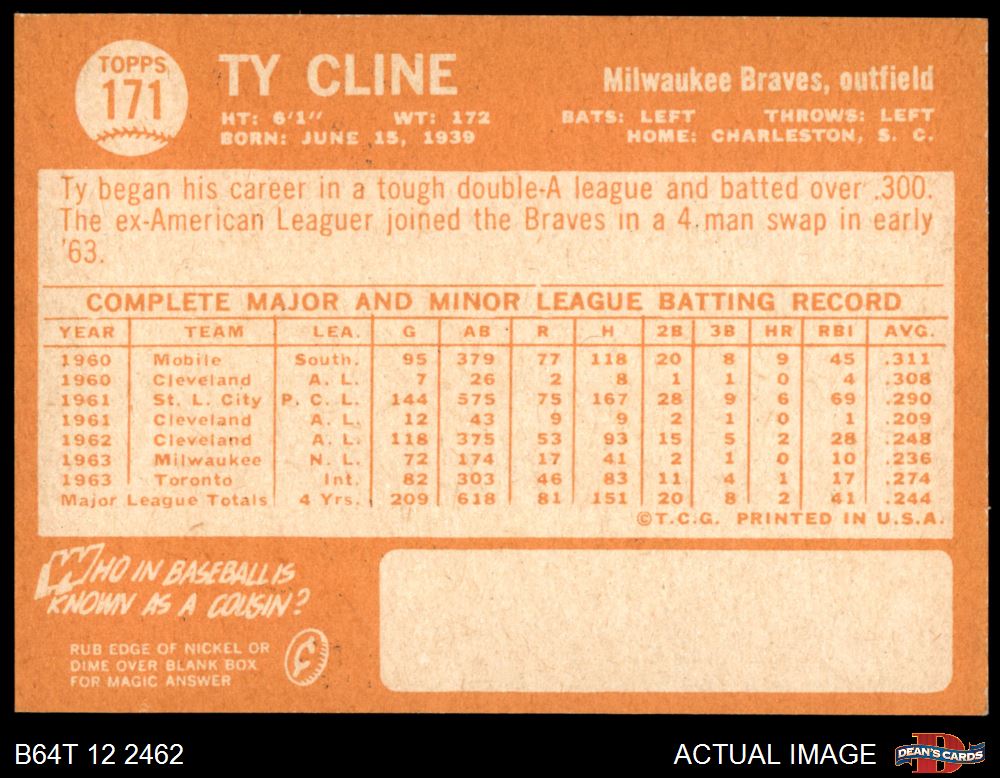 TOPPS
171
TY CLINE
Milwaukee Braves, outfield
HT: 6'1" WT: 172
BATS: LEFT THROWS: LEFT
BORN: JUNE 15, 1939
HOME: CHARLESTON, S. C.
Ty began his career in a tough double-A league and batted over .300.
The ex-American Leaguer joined the Braves in a 4 man swap in early
'63.
COMPLETE MAJOR AND MINOR LEAGUE BATTING RECORD
YEAR TEAM LEA. G AB R H 2B 3B HR RBI AVG.
1960 Mobile South. 95 379 77 118 20 8 9 45 .311
1960 Cleveland A. L. 7 26 2 8 1 1 0 4 .308
1961 St. L. City P. C. L. 144 575 75 167 28 9 6 69 .290
1961 Cleveland A. L. 12 43 9 9 2 1 0 1 .209
1962 Cleveland A. L. 118 375 53 93 15 5 2 28 .248
1963 Milwaukee N. L. 72 174 17 41 2 1 0 10 .236
1963 Toronto Int. 82 303 46 83 11 4 1 17 .274
Major League Totals 4 Yrs. 209 618 81 151 20 8 2 41 .244
©T.C.G. PRINTED IN U.S.A.
WHO IN BASEBALL IS
KNOWN AS A COUSIN?
RUB EDGE OF NICKEL OR
DIME OVER BLANK BOX
FOR MAGIC ANSWER
B64T 12 2462
ACTUAL IMAGE
DEAN'S CARDS